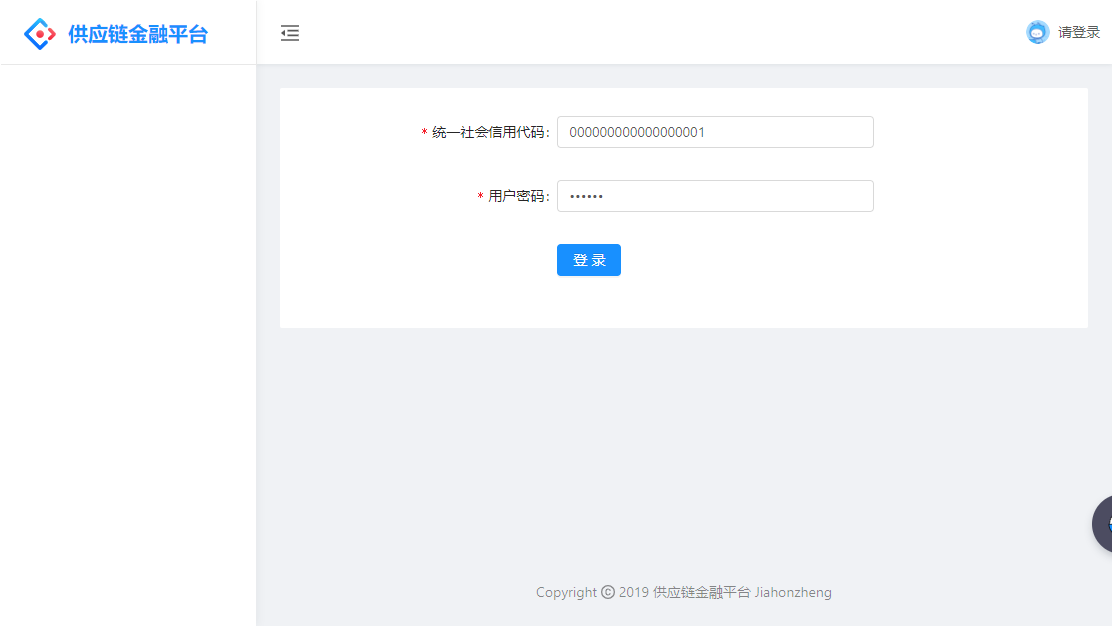 供应链金融平台
请登录
* 统一社会信用代码:
000000000000000001
* 用户密码:
••••••
登 录
Copyright © 2019 供应链金融平台 Jiahonzheng